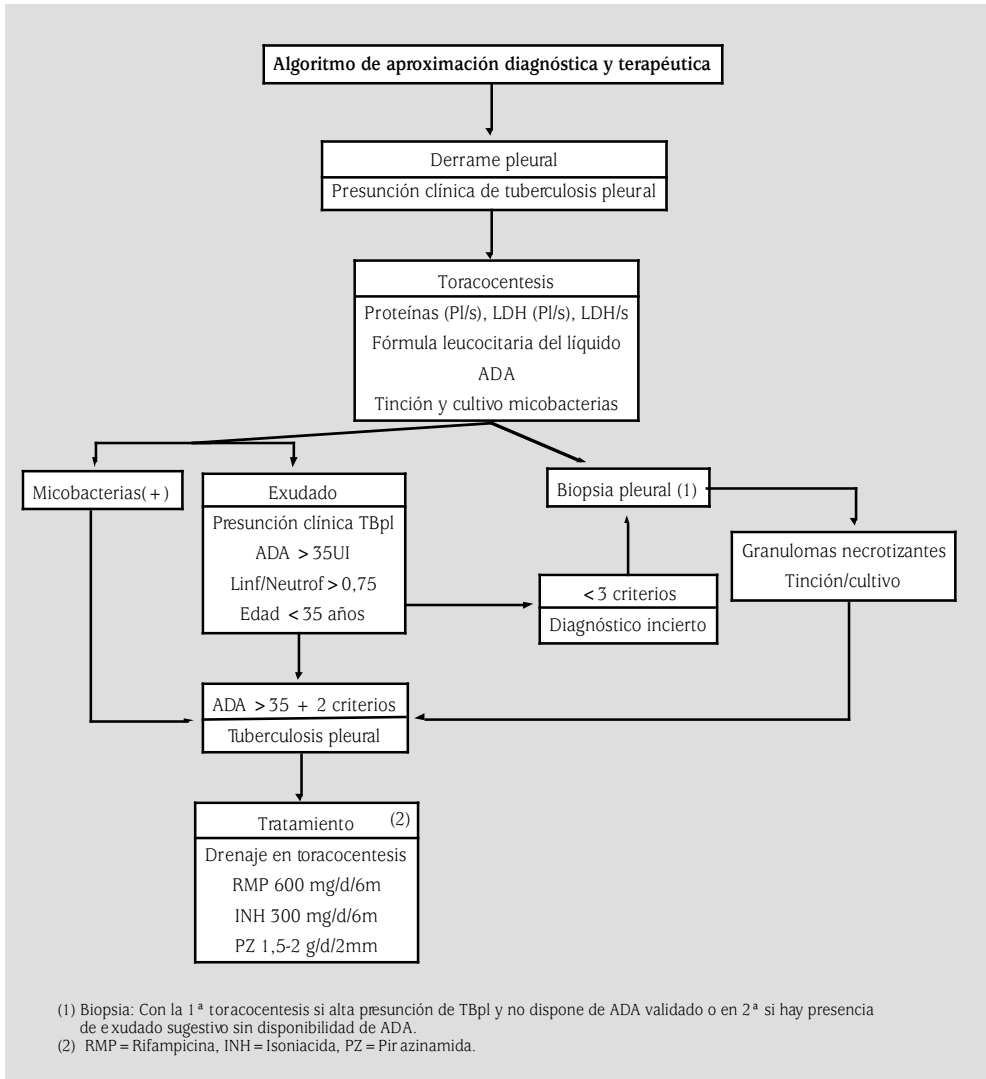 Algoritmo de aproximación diagnóstica y terapéutica
Derrame pleural
Presunción clínica de tuberculosis pleural
Toracocentesis
Proteínas (Pl/s), LDH (Pl/s), LDH/s
Fórmula leucocitaria del líquido
ADA
Tinción y cultivo micobacterias
Micobacterias(+)
Exudado
Presunción clínica TBpl
ADA > 35UI
Linf/Neutrof > 0,75
Edad < 35 años
Biopsia pleural (1)
Granulomas necrotizantes
Tinción/cultivo
< 3 criterios
Diagnóstico incierto
ADA > 35 + 2 criterios
Tuberculosis pleural
Tratamiento (2)
Drenaje en toracocentesis
RMP 600 mg/d/6m
INH 300 mg/d/6m
PZ 1,5-2 g/d/2mm
(1) Biopsia: Con la 1ª toracocentesis si alta presunción de TBpl y no dispone de ADA validado o en 2ª si hay presencia
de exudado sugestivo sin disponibilidad de ADA.
(2) RMP = Rifampicina, INH = Isoniacida, PZ = Pirazinamida.